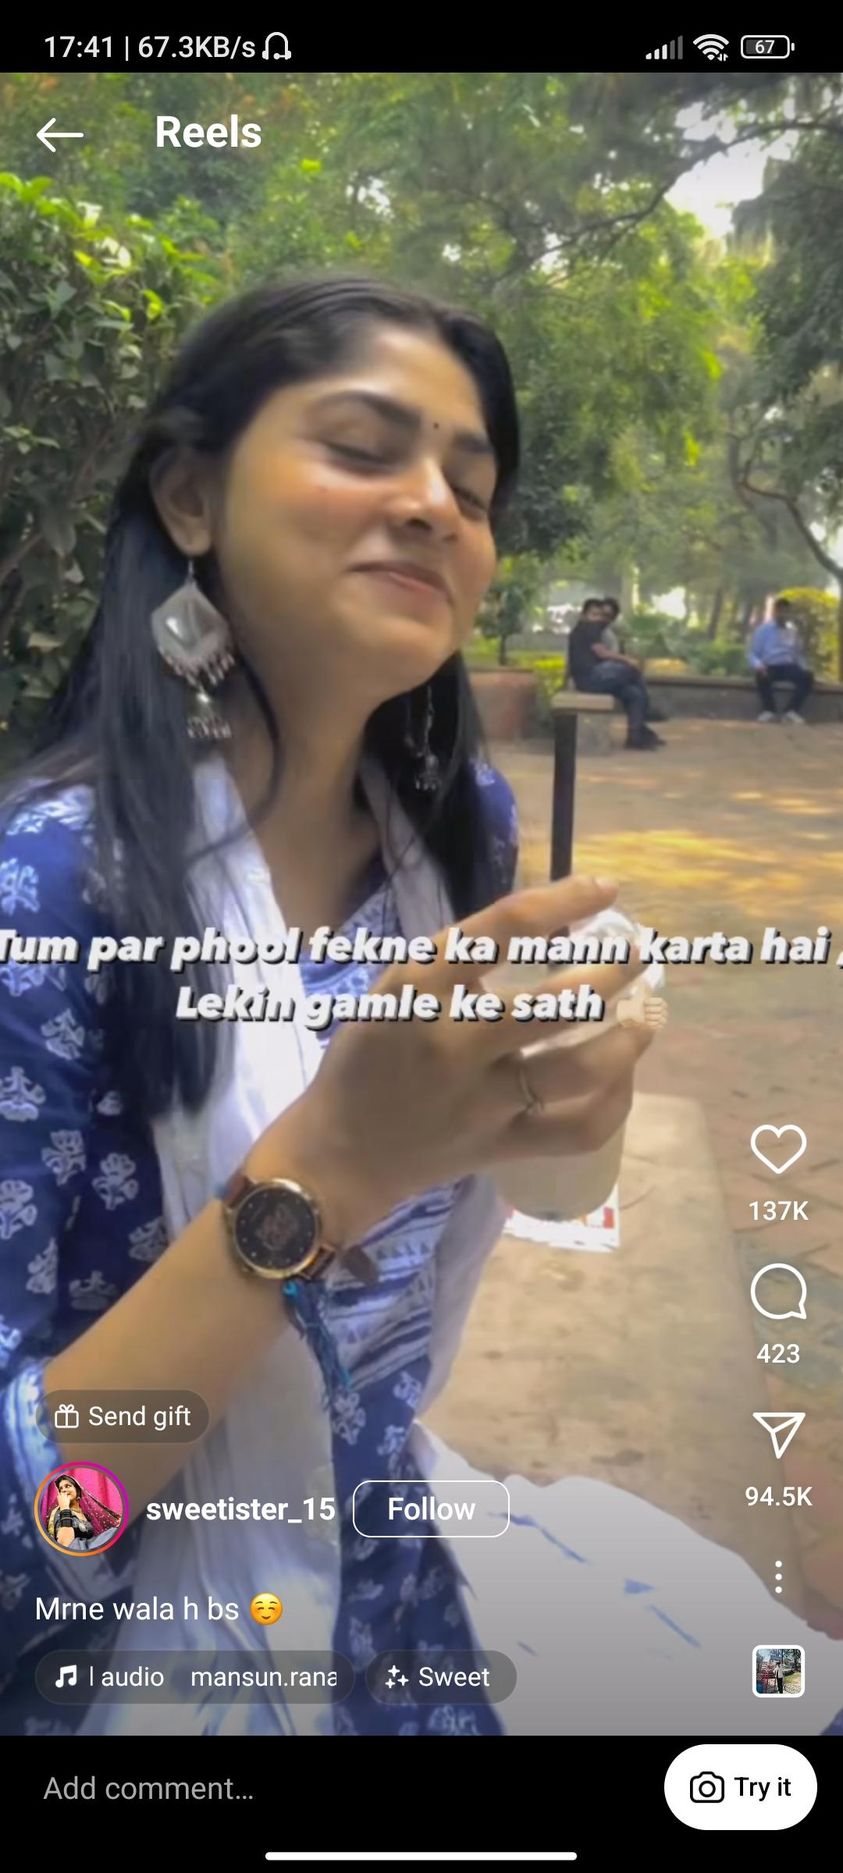 17:41 | 67.3KB/s
67
Reels
Tum par phool fekne ka mann karta hai ,
Lekin gamle ke sath 👍🏻
137K
423
94.5K
Send gift
sweetister_15
Follow
Mrne wala h bs ☺️
l audio mansun.rana
Sweet
Add comment...
Try it